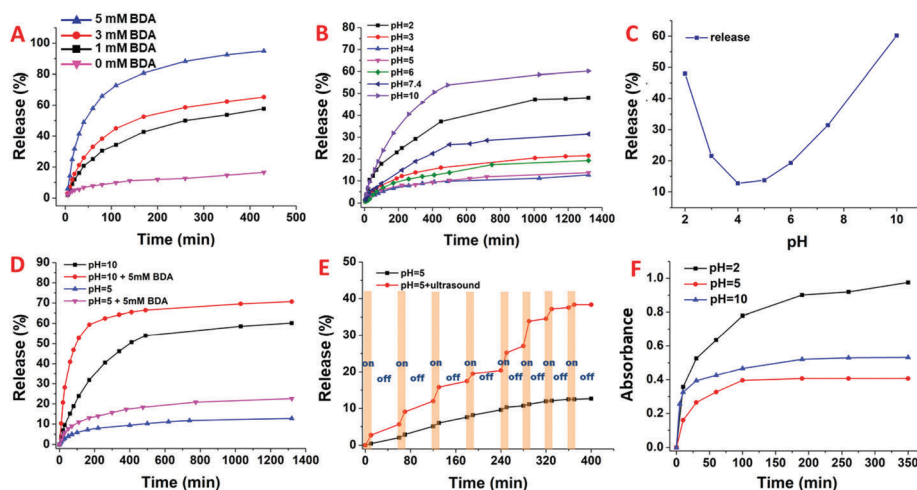 A
5 mM BDA
3 mM BDA
1 mM BDA
0 mM BDA
Release (%)
100
80
60
40
20
0
0 100 200 300 400 500
Time (min)
B
pH=2
pH=3
pH=4
pH=5
pH=6
pH=7.4
pH=10
Release (%)
80
70
60
50
40
30
20
10
0
0 200 400 600 800 1000 1200 1400
Time (min)
C
release
Release (%)
60
50
40
30
20
10
2 4 6 8 10
pH
D
pH=10
pH=10 + 5mM BDA
pH=5
pH=5 + 5mM BDA
Release (%)
90
80
70
60
50
40
30
20
10
0
0 200 400 600 800 1000 1200 1400
Time (min)
E
pH=5
pH=5+ultrasound
Release (%)
50
40
30
20
10
0
on on on on on on on on
off off off off off off off off
0 80 160 240 320 400
Time (min)
F
pH=2
pH=5
pH=10
Absorbance
1.0
0.8
0.6
0.4
0.2
0.0
0 50 100 150 200 250 300 350
Time (min)